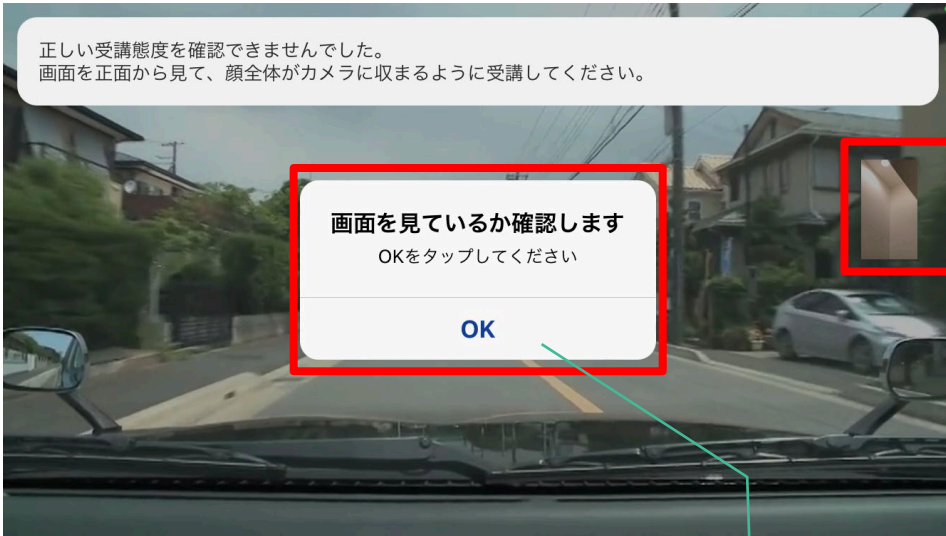 正しい受講態度を確認できませんでした。
画面を正面から見て、顔全体がカメラに収まるように受講してください。
画面を見ているか確認します
OKをタップしてください
OK